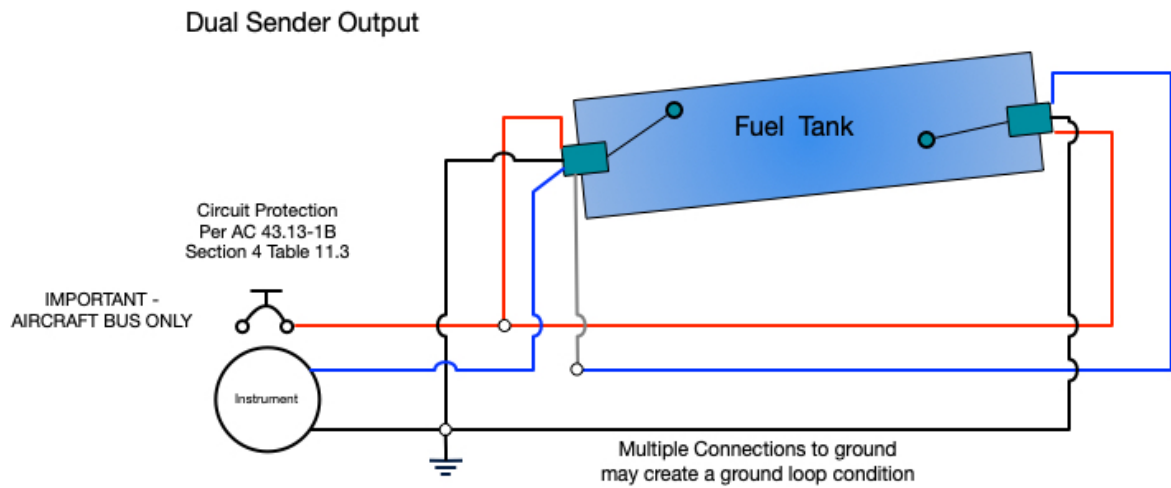 Dual Sender Output
Fuel Tank
Circuit Protection
Per AC 43.13-1B
Section 4 Table 11.3
IMPORTANT -
AIRCRAFT BUS ONLY
Instrument
Multiple Connections to ground
may create a ground loop condition